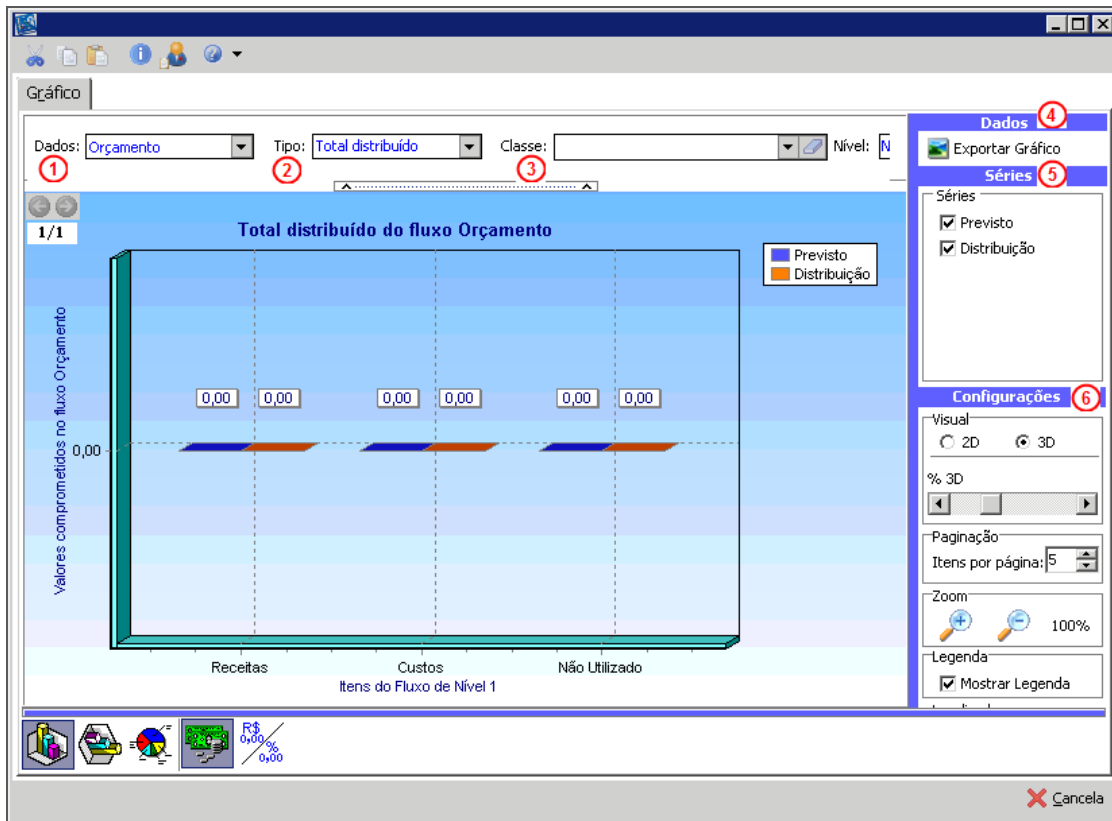 Gráfico
Dados: Orçamento Tipo: Total distribuído Classe: Nível: N
1 2 3
Dados 4
Exportar Gráfico
Séries 5
Séries
Previsto
Distribuição
1/1
Total distribuído do fluxo Orçamento
Previsto
Distribuição
Valores comprometidos no fluxo Orçamento
0,00 0,00 0,00 0,00 0,00 0,00
0,00
Receitas Custos Não Utilizado
Itens do Fluxo de Nível 1
Configurações 6
Visual
2D 3D
% 3D
Paginação
Itens por página: 5
Zoom
100%
Legenda
Mostrar Legenda
R$
0,00
%
0,00
Cancela